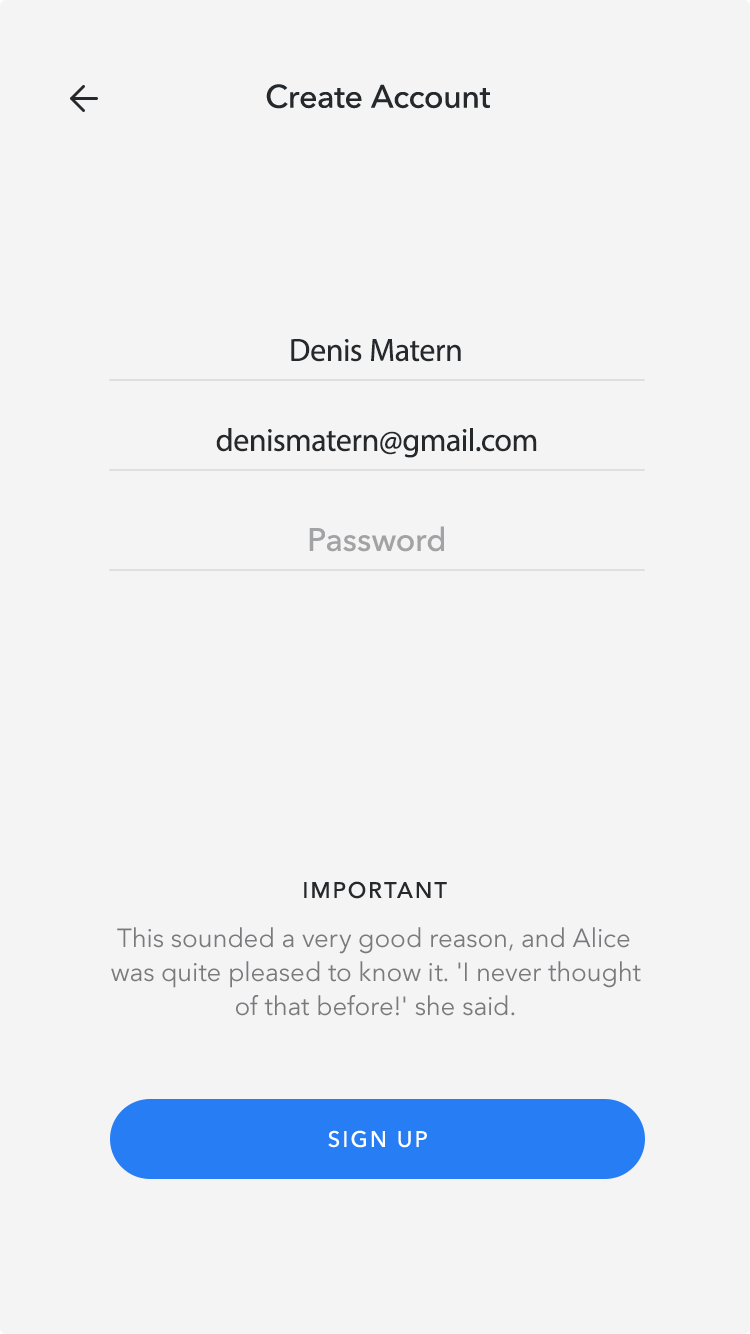 Create Account
Denis Matern
denismatern@gmail.com
Password
IMPORTANT
This sounded a very good reason, and Alice
was quite pleased to know it. 'I never thought
of that before!' she said.
SIGN UP